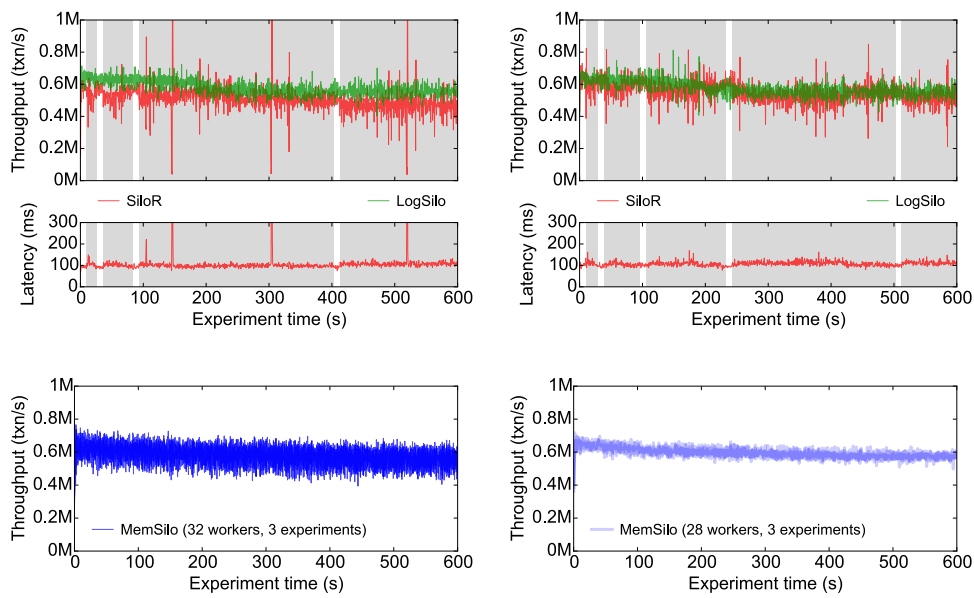 1M
0.8M
0.6M
0.4M
0.2M
0M
Throughput (txn/s)
SiloR
LogSilo
300
200
100
0
Latency (ms)
0 100 200 300 400 500 600
Experiment time (s)
1M
0.8M
0.6M
0.4M
0.2M
0M
Throughput (txn/s)
SiloR
LogSilo
300
200
100
0
Latency (ms)
0 100 200 300 400 500 600
Experiment time (s)
1M
0.8M
0.6M
0.4M
0.2M
0M
Throughput (txn/s)
MemSilo (32 workers, 3 experiments)
0 100 200 300 400 500 600
Experiment time (s)
1M
0.8M
0.6M
0.4M
0.2M
0M
Throughput (txn/s)
MemSilo (28 workers, 3 experiments)
0 100 200 300 400 500 600
Experiment time (s)